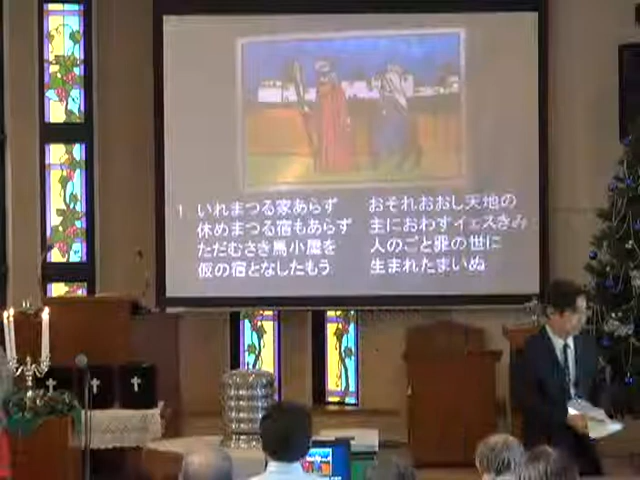 1 いれまつる家あらず
休めまつる宿もあらず
ただむさき馬小屋を
仮の宿となしたもう
おそれおおし天地の
主におわすイエスきみ
人のごと罪の世に
生まれたまいぬ